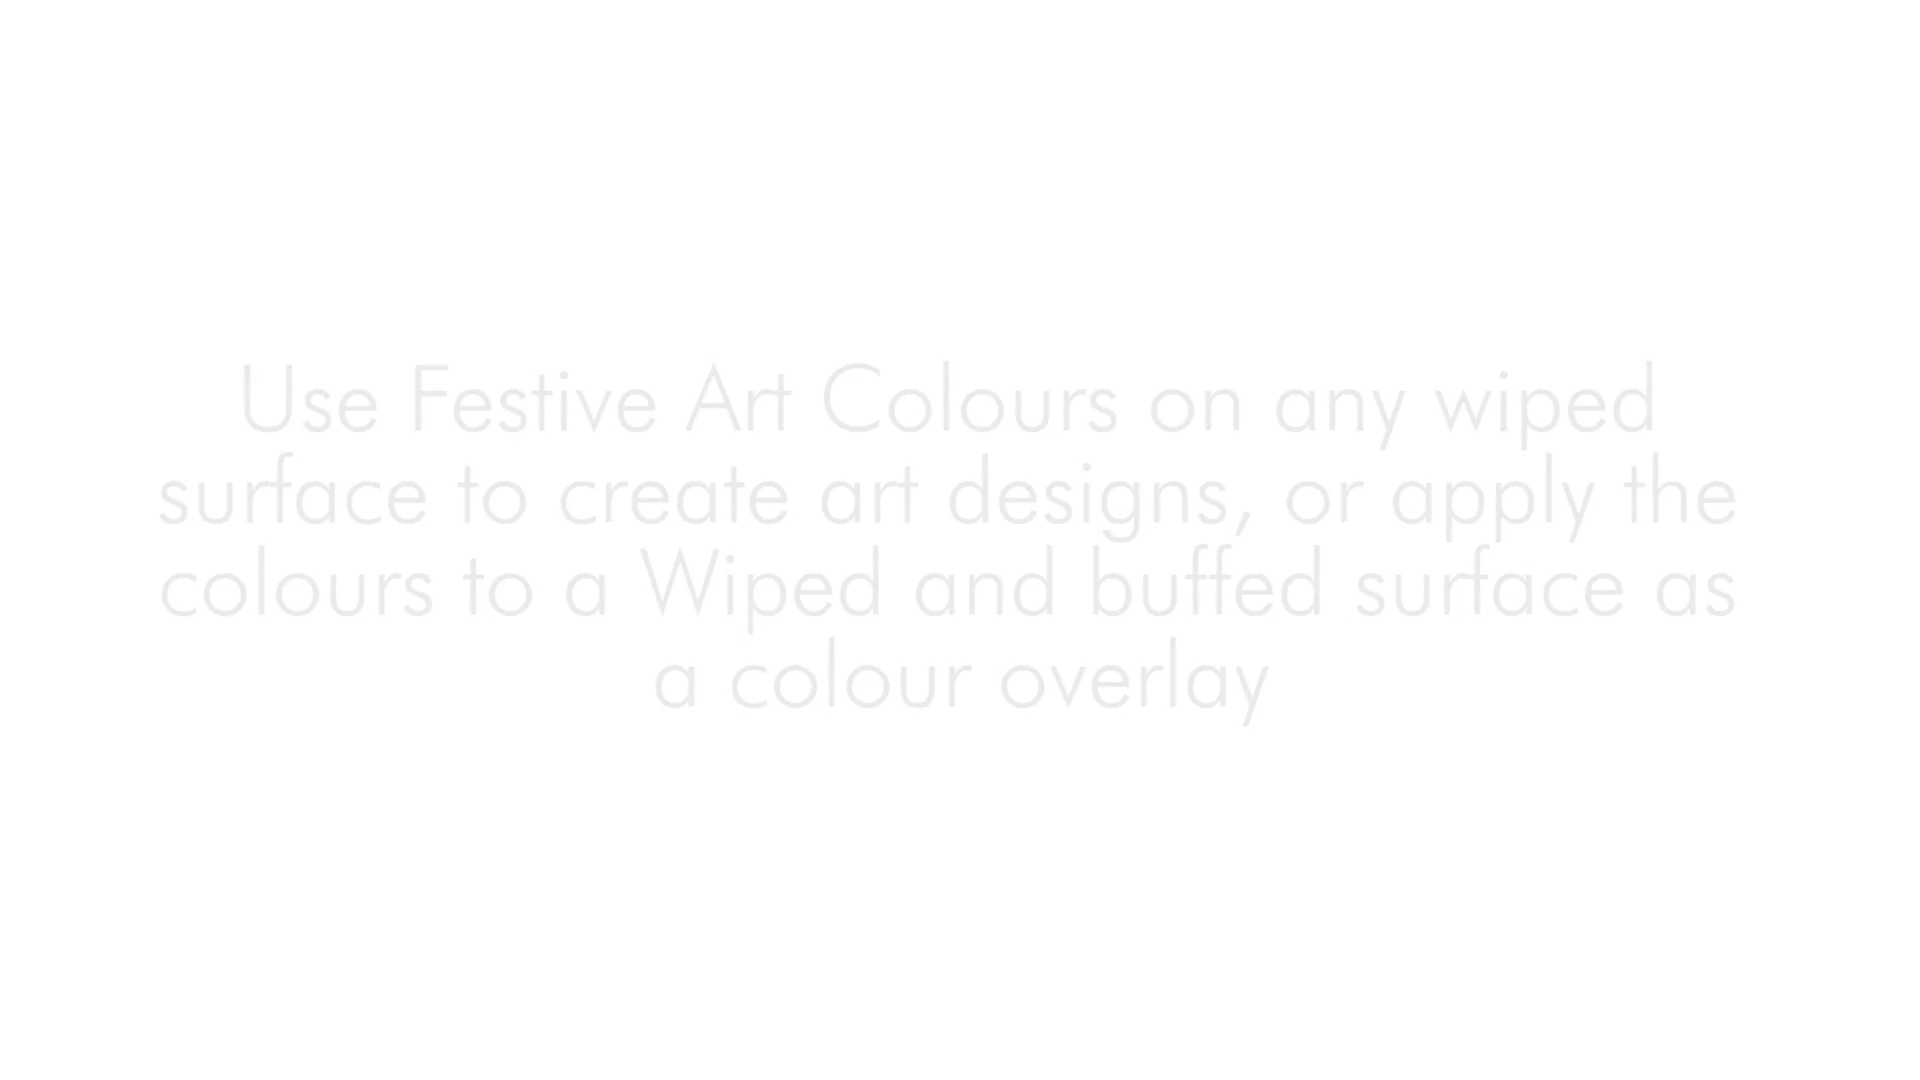 Use Festive Art Colours on any wiped
surface to create art designs, or apply the
colours to a Wiped and buffed surface as
a colour overlay